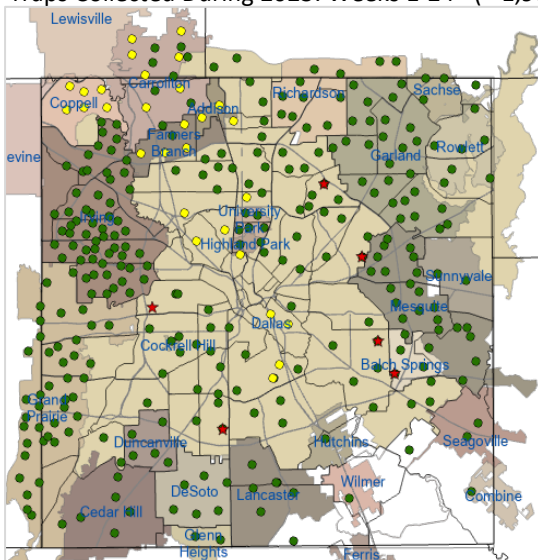 Traps Collected During 2025: Weeks 1-24
Lewisville
Coppell
Carrollton
Addison
Richardson
Sachse
Farmers
Branch
Garland
Rowlett
evine
Irving
University
Park
Highland Park
Sunnyvale
Mesquite
Dallas
Cockrell Hill
Balch Springs
Grand
Prairie
Duncanville
Hutchins
Seagoville
DeSoto
Lancaster
Wilmer
Combine
Cedar Hill
Glenn
Heights
Ferris